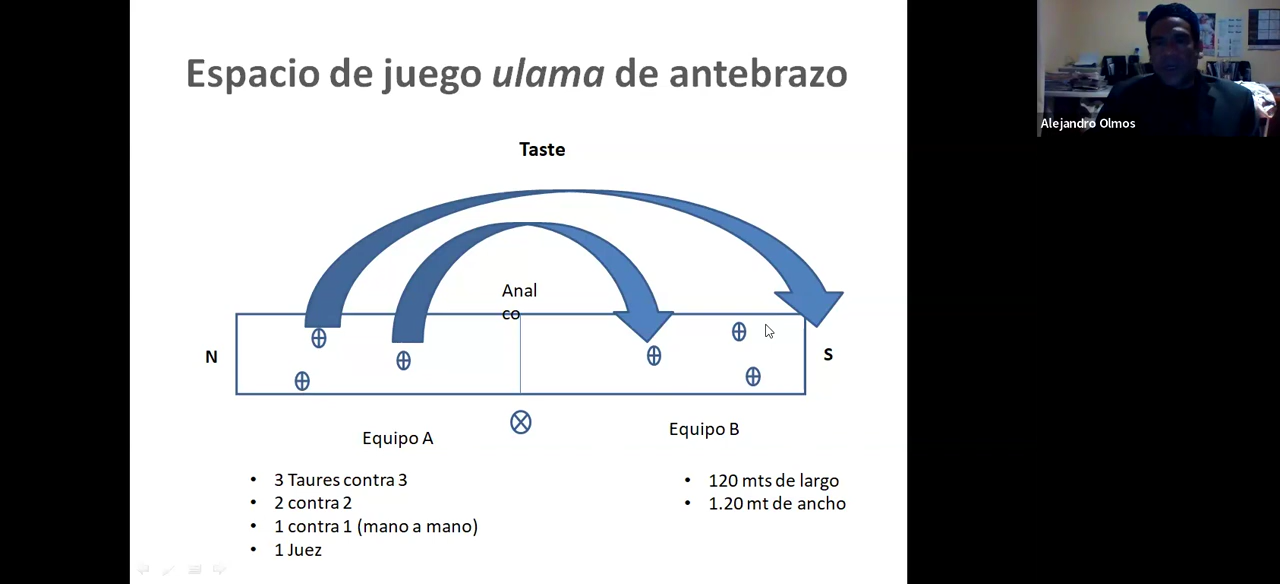 Espacio de juego ulama de antebrazo
Alejandro Olmos
Taste
Anal
co
N
S
Equipo A
Equipo B
• 3 Taures contra 3
• 2 contra 2
• 1 contra 1 (mano a mano)
• 1 Juez
• 120 mts de largo
• 1.20 mt de ancho